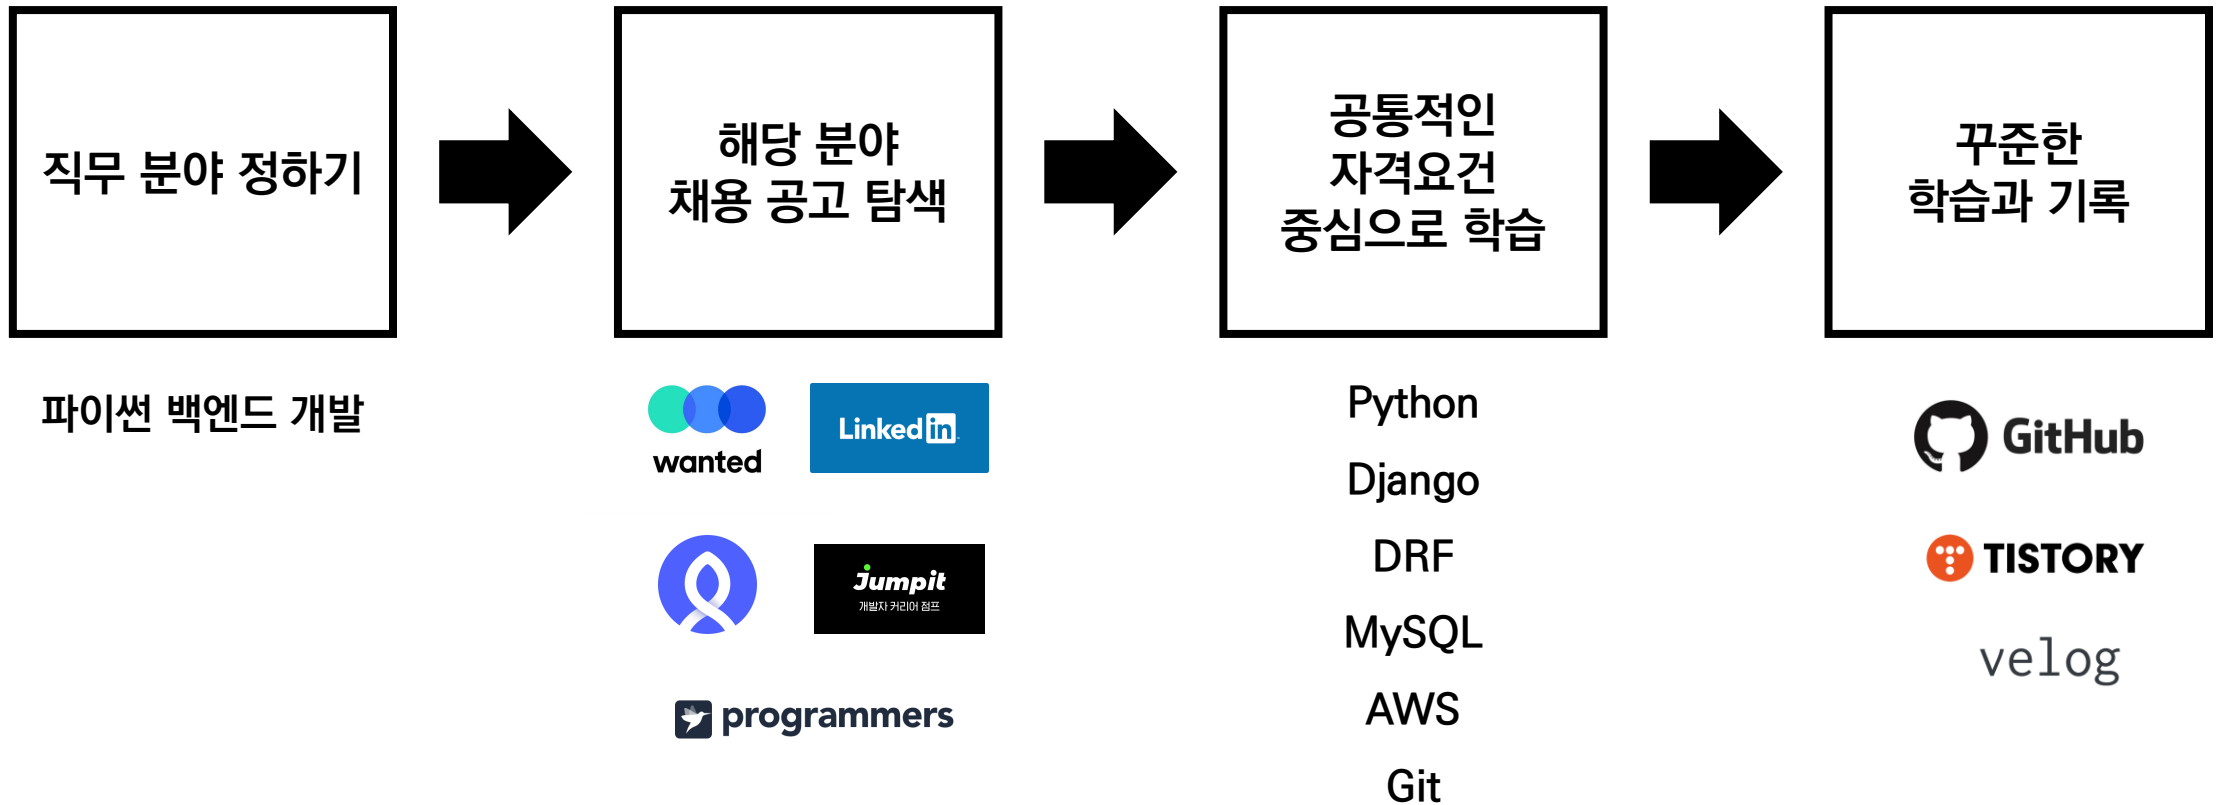 직무 분야 정하기
해당 분야
채용 공고 탐색
공통적인
자격요건
중심으로 학습
꾸준한
학습과 기록
파이썬 백엔드 개발
wanted
Linked in
Jumpit
개발자 커리어 점프
programmers
Python
Django
DRF
MySQL
AWS
Git
GitHub
TISTORY
velog